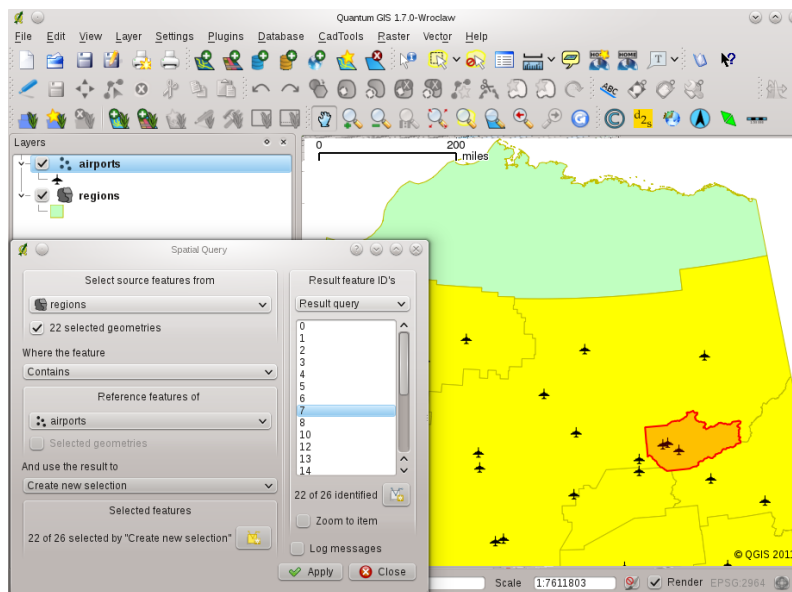 Quantum GIS 1.7.0-Wroclaw
File Edit View Layer Settings Plugins Database CadTools Raster Vector Help
NEW HOME T
ABC
d2s
Layers
airports
regions
0 200 miles
Spatial Query
Select source features from
regions
22 selected geometries
Where the feature
Contains
Reference features of
airports
Selected geometries
And use the result to
Create new selection
Selected features
22 of 26 selected by "Create new selection"
Result feature ID's
Result query
0
1
2
3
4
5
6
7
8
10
12
13
14
22 of 26 identified
Zoom to item
Log messages
Apply Close
© QGIS 2011
Scale 1:7611803 Render EPSG:2964